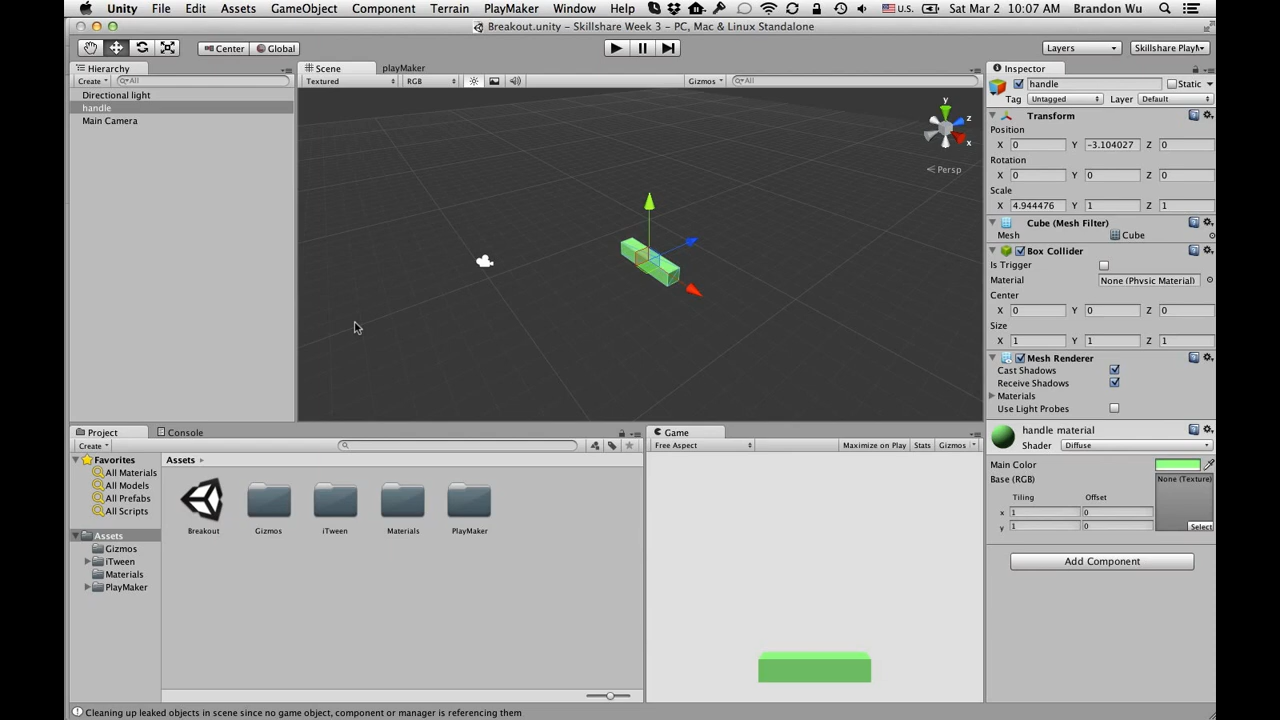 Unity File Edit Assets GameObject Component Terrain PlayMaker Window Help U.S. Sat Mar 2 10:07 AM Brandon Wu
Breakout.unity - Skillshare Week 3 - PC, Mac & Linux Standalone
Center Global Layers Skillshare PlayM
Hierarchy
Create All
Directional light
handle
Main Camera
Scene playMaker
Textured RGB Gizmos All
y
z
x
Persp
Inspector
handle Static
Tag Untagged Layer Default
Transform
Position
X 0 Y -3.104027 Z 0
Rotation
X 0 Y 0 Z 0
Scale
X 4.944476 Y 1 Z 1
Cube (Mesh Filter)
Mesh Cube
Box Collider
Is Trigger
Material None (Physic Material)
Center
X 0 Y 0 Z 0
Size
X 1 Y 1 Z 1
Mesh Renderer
Cast Shadows
Receive Shadows
Materials
Use Light Probes
handle material
Shader Diffuse
Main Color
Base (RGB) None (Texture)
Tiling Offset
x 1 0
y 1 0
Select
Add Component
Project Console
Create
Favorites
All Materials
All Models
All Prefabs
All Scripts
Assets
Gizmos
iTween
Materials
PlayMaker
Assets
Breakout Gizmos iTween Materials PlayMaker
Game
Free Aspect Maximize on Play Stats Gizmos
Cleaning up leaked objects in scene since no game object, component or manager is referencing them